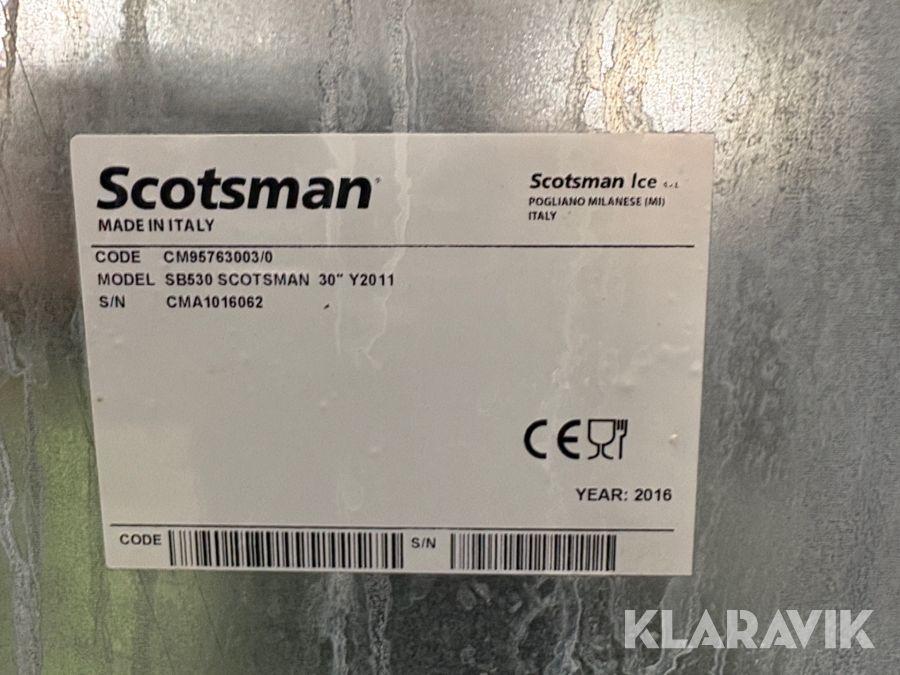 Scotsman
MADE IN ITALY
Scotsman Ice
POGLIANO MILANESE (MI)
ITALY
CODE CM95763003/0
MODEL SB530 SCOTSMAN 30" Y2011
S/N CMA1016062
CE
YEAR: 2016
CODE
S/N
KLARAVIK